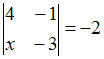 |4 -1|
|x -3| = -2